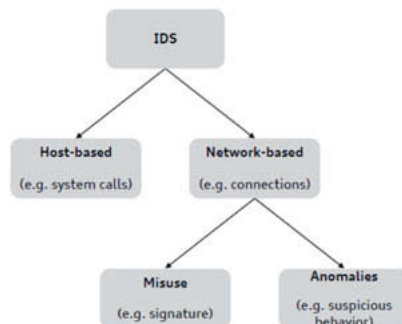 IDS
Host-based
(e.g. system calls)
Network-based
(e.g. connections)
Misuse
(e.g. signature)
Anomalies
(e.g. suspicious
behavior)